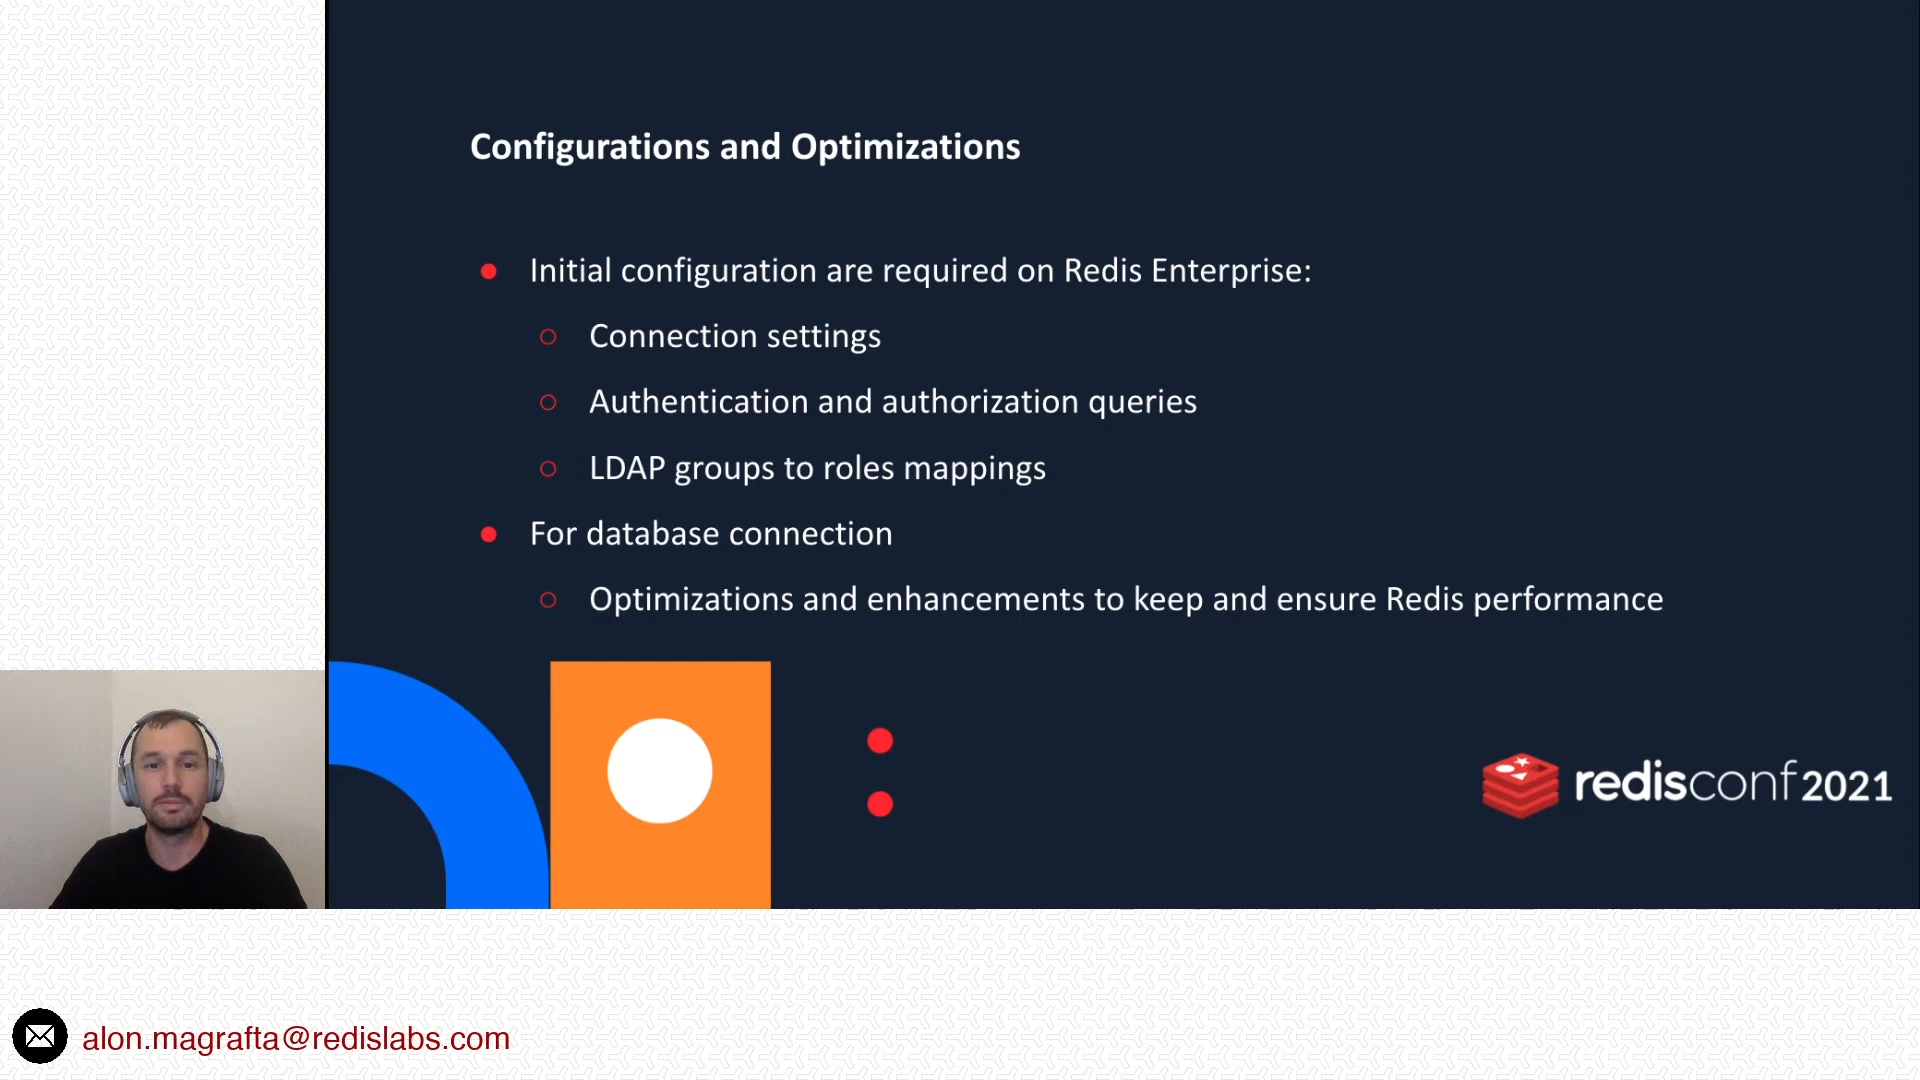 Configurations and Optimizations
Initial configuration are required on Redis Enterprise:
Connection settings
Authentication and authorization queries
LDAP groups to roles mappings
For database connection
Optimizations and enhancements to keep and ensure Redis performance
redisconf2021
alon.magrafta@redislabs.com